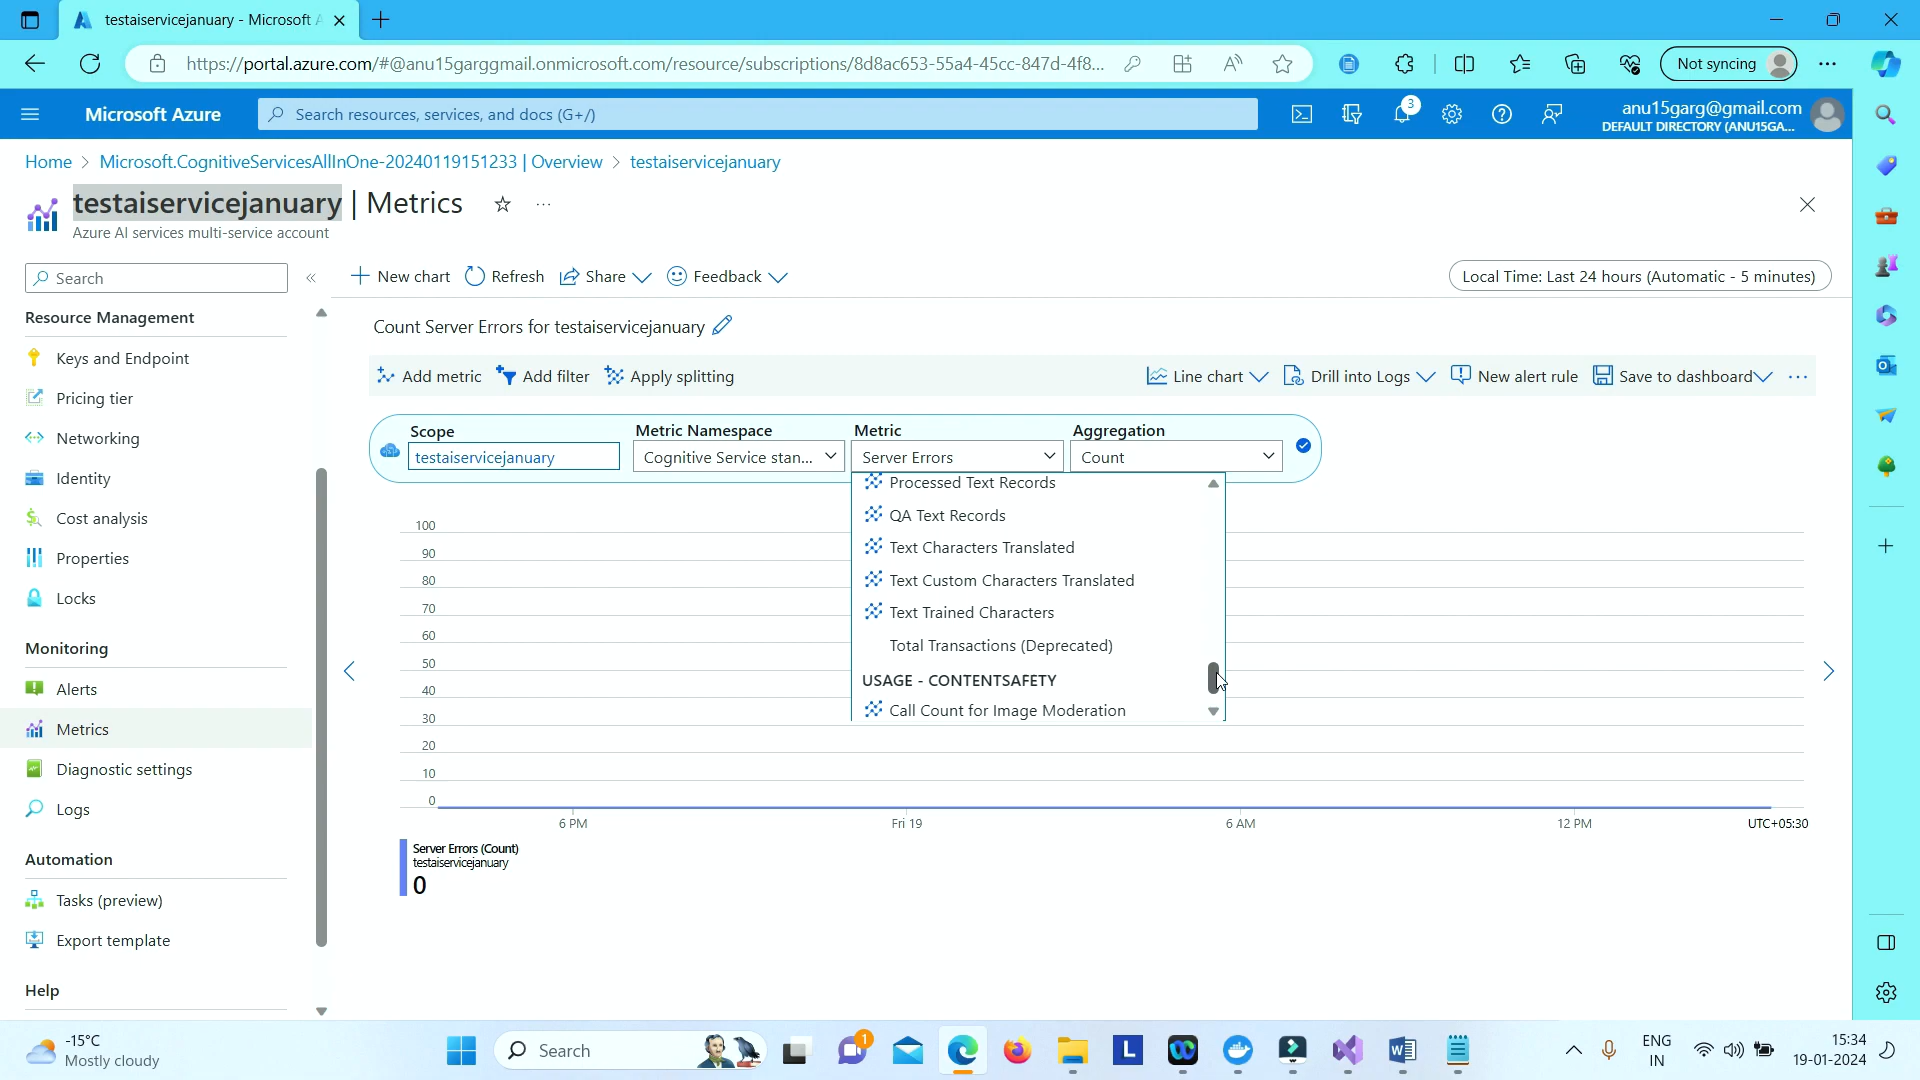 testaiservicejanuary - Microsoft A
https://portal.azure.com/#@anu15garggmail.onmicrosoft.com/resource/subscriptions/8d8ac653-55a4-45cc-847d-4f8...
Not syncing
Microsoft Azure
Search resources, services, and docs (G+/)
3
anu15garg@gmail.com
DEFAULT DIRECTORY (ANU15GA...
Home > Microsoft.CognitiveServicesAllInOne-20240119151233 | Overview > testaiservicejanuary
testaiservicejanuary | Metrics
Azure AI services multi-service account
Search
New chart
Refresh
Share
Feedback
Local Time: Last 24 hours (Automatic - 5 minutes)
Resource Management
Keys and Endpoint
Pricing tier
Networking
Identity
Cost analysis
Properties
Locks
Monitoring
Alerts
Metrics
Diagnostic settings
Logs
Automation
Tasks (preview)
Export template
Help
Count Server Errors for testaiservicejanuary
Add metric
Add filter
Apply splitting
Line chart
Drill into Logs
New alert rule
Save to dashboard
Scope
testaiservicejanuary
Metric Namespace
Cognitive Service stan...
Metric
Server Errors
Aggregation
Count
Processed Text Records
QA Text Records
Text Characters Translated
Text Custom Characters Translated
Text Trained Characters
Total Transactions (Deprecated)
USAGE - CONTENTSAFETY
Call Count for Image Moderation
100
90
80
70
60
50
40
30
20
10
0
6 PM
Fri 19
6 AM
12 PM
UTC+05:30
Server Errors (Count)
testaiservicejanuary
0
-15°C
Mostly cloudy
Search
1
L
ENG
IN
15:34
19-01-2024